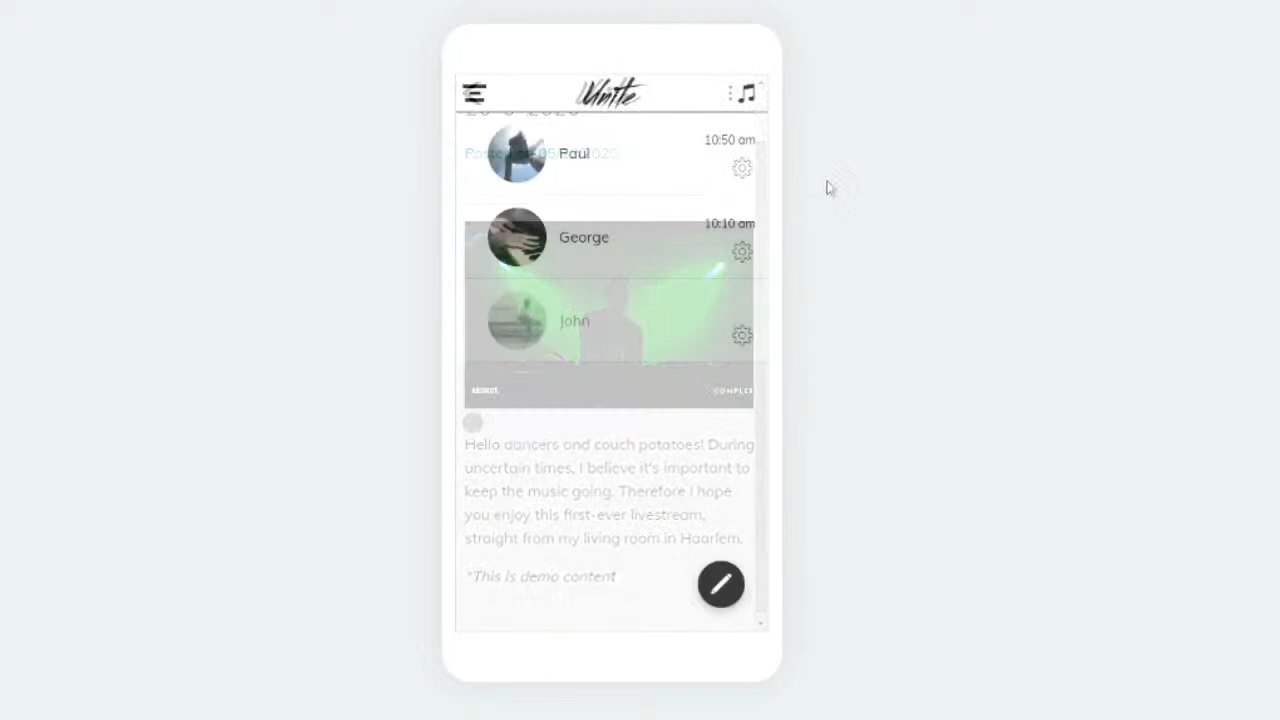 Unite
10:50 am
Paul
10:10 am
George
John
COMPLEX
Hello dancers and couch potatoes! During
uncertain times, I believe it's important to
keep the music going. Therefore I hope
you enjoy this first-ever livestream,
straight from my living room in Haarlem.
*This is demo content